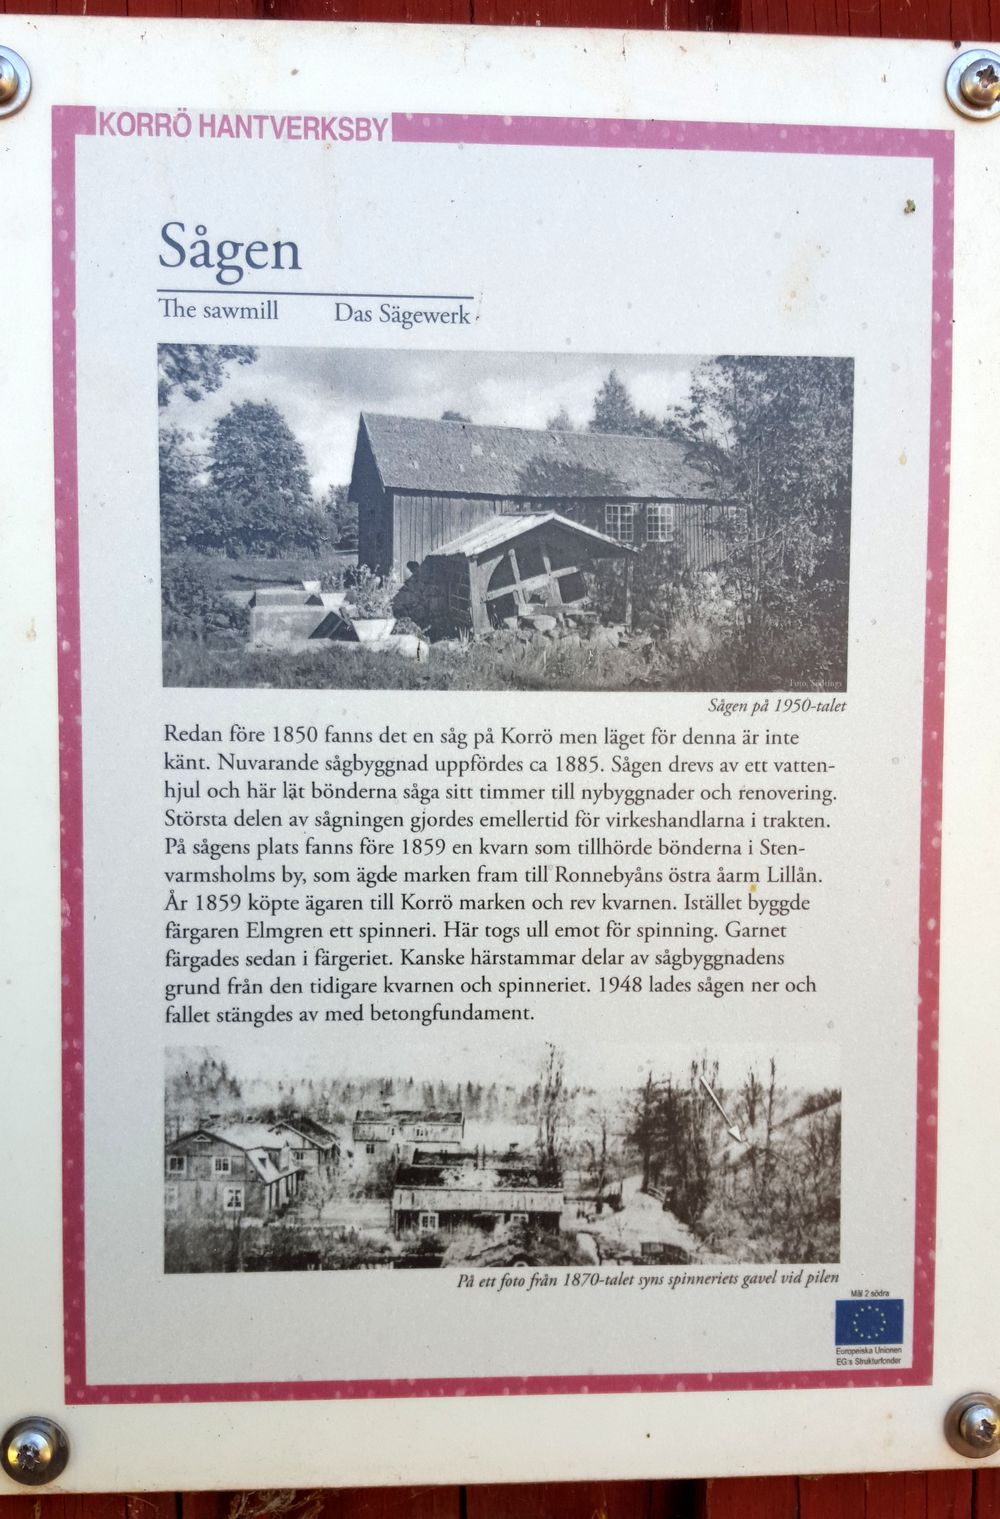 KORRÖ HANTVERKSBY
Sågen
The sawmill Das Sägewerk
Sågen på 1950-talet
Redan före 1850 fanns det en såg på Korrö men läget för denna är inte
känt. Nuvarande sågbyggnad uppfördes ca 1885. Sågen drevs av ett vatten-
hjul och här lät bönderna såga sitt timmer till nybyggnader och renovering.
Största delen av sågningen gjordes emellertid för virkeshandlarna i trakten.
På sågens plats fanns före 1859 en kvarn som tillhörde bönderna i Sten-
varmsholms by, som ägde marken fram till Ronnebyåns östra åarm Lillån.
År 1859 köpte ägaren till Korrö marken och rev kvarnen. Istället byggde
färgaren Elmgren ett spinneri. Här togs ull emot för spinning. Garnet
färgades sedan i färgeriet. Kanske härstammar delar av sågbyggnadens
grund från den tidigare kvarnen och spinneriet. 1948 lades sågen ner och
fallet stängdes av med betongfundament.
På ett foto från 1870-talet syns spinneriets gavel vid pilen
Mål 2 södra
Europeiska Unionen
EG:s Strukturfonder